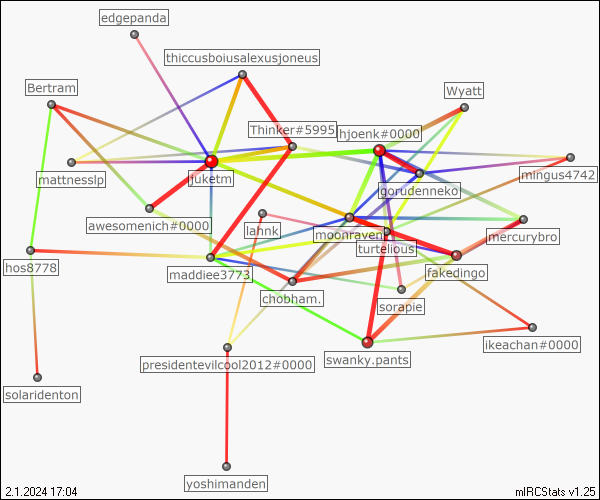 edgepanda
thiccusboiusalexusjoneus
Bertram
Wyatt
Thinker#5995
hjoenk#0000
mattnesslp
juketm
gorudenneko
mingus4742
awesomenich#0000
lahnk
moonraven
mercurybro
turtelious
hos8778
maddiee3773
fakedingo
chobham.
sorapie
ikeachan#0000
presidentevilcool2012#0000
swanky.pants
solaridenton
yoshimanden
2.1.2024 17:04
mIRCStats v1.25